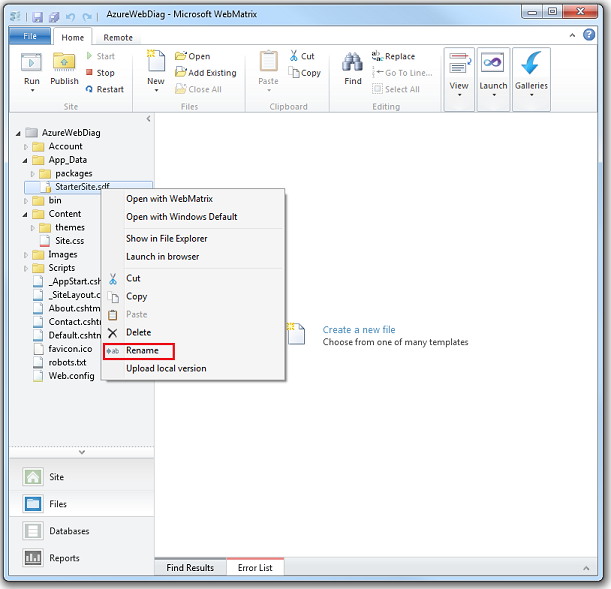 AzureWebDiag - Microsoft WebMatrix
File Home Remote
Run Publish Start Stop Restart
Site
New Open Add Existing Close All
Files
Paste Cut Copy
Clipboard
Find Replace Go To Line... Select All
Editing
View Launch Galleries
AzureWebDiag
Account
App_Data
packages
StarterSite.sdf
bin
Content
themes
Site.css
Images
Scripts
_AppStart.csh
_SiteLayout.c
About.cshtm
Contact.cshtm
Default.cshtm
favicon.ico
robots.txt
Web.config
Open with WebMatrix
Open with Windows Default
Show in File Explorer
Launch in browser
Cut
Copy
Paste
Delete
ab Rename
Upload local version
Create a new file
Choose from one of many templates
Site
Files
Databases
Reports
Find Results Error List